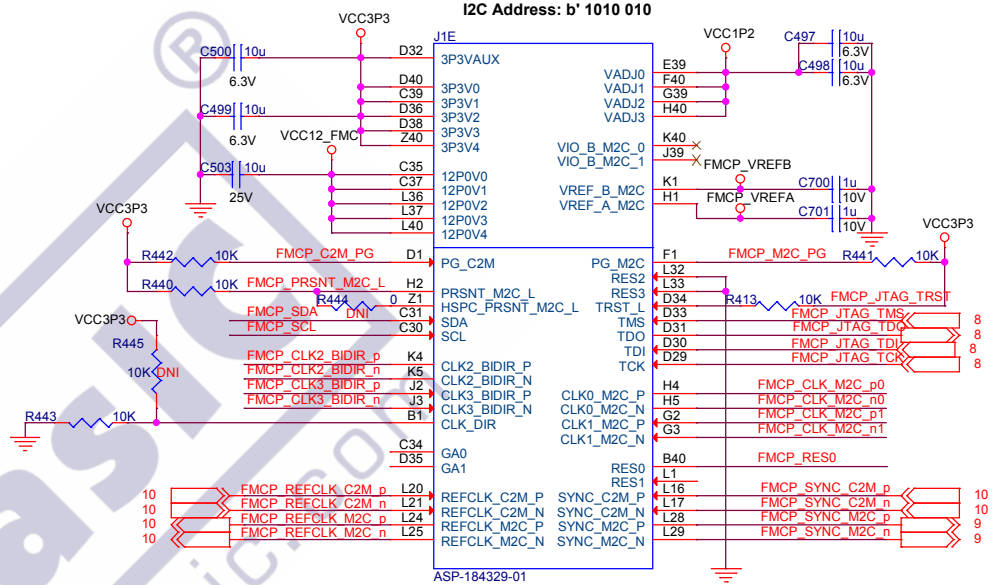 I2C Address: b' 1010 010
VCC3P3
J1E
VCC1P2
C497 10u
6.3V
C498 10u
6.3V
C500 10u
6.3V
C499 10u
6.3V
VCC12_FMC
C503 10u
25V
D32 3P3VAUX
D40 3P3V0
C39 3P3V1
D36 3P3V2
D38 3P3V3
Z40 3P3V4
C35 12P0V0
C37 12P0V1
L36 12P0V2
L37 12P0V3
L40 12P0V4
VADJ0 E39
VADJ1 F40
VADJ2 G39
VADJ3 H40
VIO_B_M2C_0 K40
VIO_B_M2C_1 J39
FMCP_VREFB
VREF_B_M2C K1
C700 1u
10V
FMCP_VREFA
VREF_A_M2C H1
C701 1u
10V
VCC3P3
VCC3P3
R442 10K FMCP_C2M_PG D1 PG_C2M
R440 10K FMCP_PRSNT_M2C_L H2 PRSNT_M2C_L
R444 0 DNI Z1 HSPC_PRSNT_M2C_L
FMCP_SDA C31 SDA
FMCP_SCL C30 SCL
VCC3P3
R445
10K DNI
FMCP_CLK2_BIDIR_p K4 CLK2_BIDIR_P
FMCP_CLK2_BIDIR_n K5 CLK2_BIDIR_N
FMCP_CLK3_BIDIR_p J2 CLK3_BIDIR_P
FMCP_CLK3_BIDIR_n J3 CLK3_BIDIR_N
R443 10K B1 CLK_DIR
C34 GA0
D35 GA1
10 FMCP_REFCLK_C2M_p L20 REFCLK_C2M_P
10 FMCP_REFCLK_C2M_n L21 REFCLK_C2M_N
10 FMCP_REFCLK_M2C_p L24 REFCLK_M2C_P
10 FMCP_REFCLK_M2C_n L25 REFCLK_M2C_N
PG_M2C F1 FMCP_M2C_PG R441 10K
RES2 L32
RES3 L33
TRST_L D34 R413 10K FMCP_JTAG_TRST
TMS D33 FMCP_JTAG_TMS 8
TDO D31 FMCP_JTAG_TDO 8
TDI D30 FMCP_JTAG_TDI 8
TCK D29 FMCP_JTAG_TCK 8
CLK0_M2C_P H4 FMCP_CLK_M2C_p0
CLK0_M2C_N H5 FMCP_CLK_M2C_n0
CLK1_M2C_P G2 FMCP_CLK_M2C_p1
CLK1_M2C_N G3 FMCP_CLK_M2C_n1
RES0 B40 FMCP_RES0
RES1 L1
SYNC_C2M_P L16 FMCP_SYNC_C2M_p 10
SYNC_C2M_N L17 FMCP_SYNC_C2M_n 10
SYNC_M2C_P L28 FMCP_SYNC_M2C_p 9
SYNC_M2C_N L29 FMCP_SYNC_M2C_n 9
ASP-184329-01
®
asic
ic.com